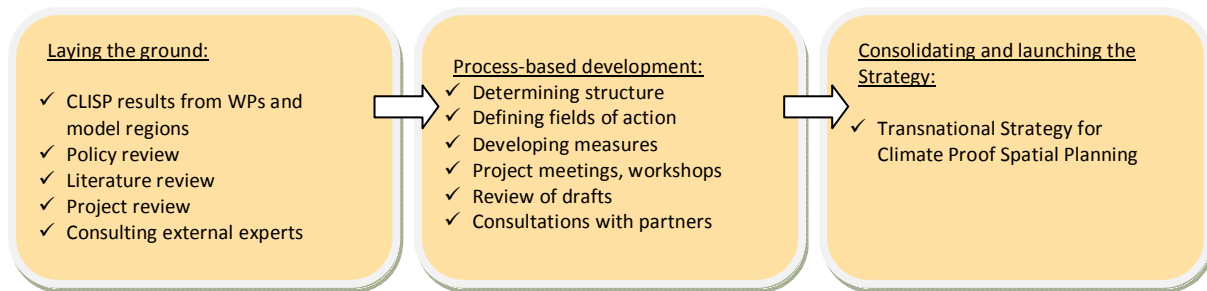 Laying the ground:
✓ CLISP results from WPs and
model regions
✓ Policy review
✓ Literature review
✓ Project review
✓ Consulting external experts
Process-based development:
✓ Determining structure
✓ Defining fields of action
✓ Developing measures
✓ Project meetings, workshops
✓ Review of drafts
✓ Consultations with partners
Consolidating and launching the
Strategy:
✓ Transnational Strategy for
Climate Proof Spatial Planning